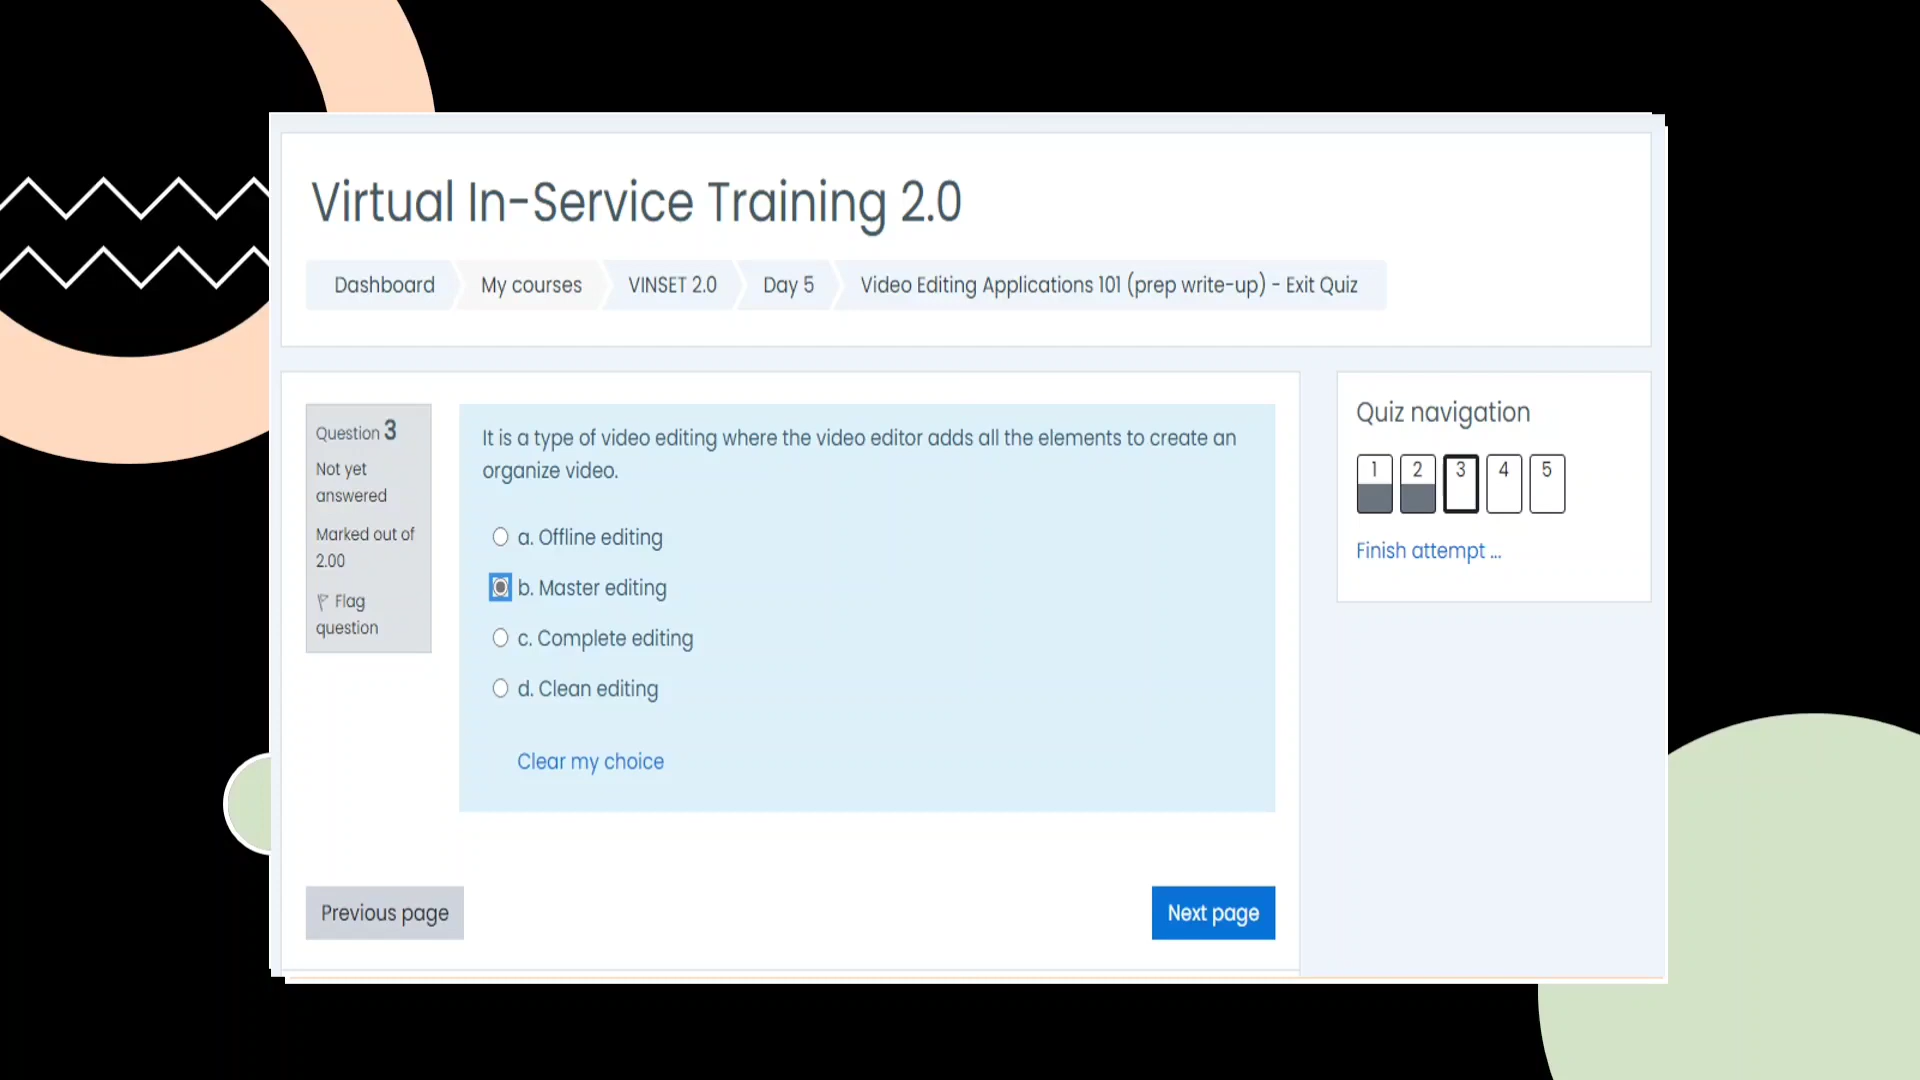 Virtual In-Service Training 2.0
Dashboard My courses VINSET 2.0 Day 5 Video Editing Applications 101 (prep write-up) - Exit Quiz
Question 3
Not yet
answered
Marked out of
2.00
Flag
question
It is a type of video editing where the video editor adds all the elements to create an
organize video.
a. Offline editing
b. Master editing
c. Complete editing
d. Clean editing
Clear my choice
Previous page
Next page
Quiz navigation
1 2 3 4 5
Finish attempt ...